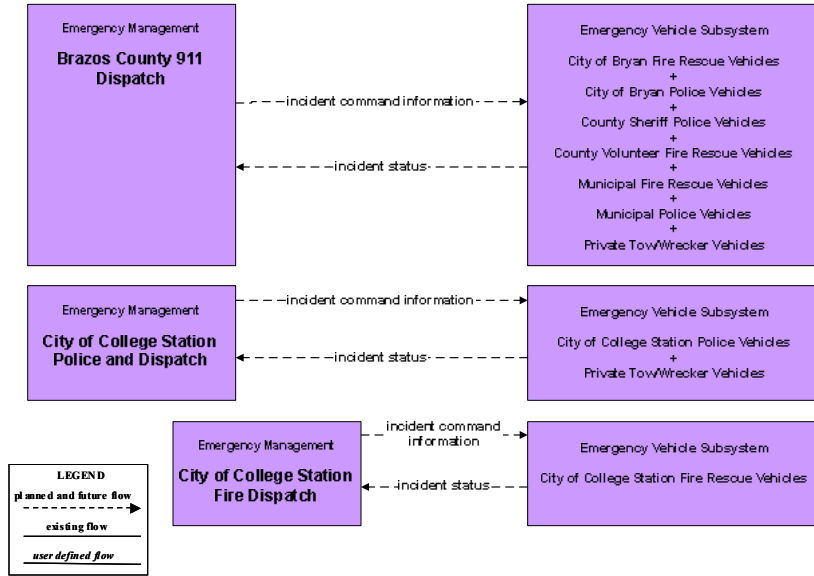 Emergency Management
Brazos County 911
Dispatch
incident command information
incident status
Emergency Vehicle Subsystem
City of Bryan Fire Rescue Vehicles
+
City of Bryan Police Vehicles
+
County Sheriff Police Vehicles
+
County Volunteer Fire Rescue Vehicles
+
Municipal Fire Rescue Vehicles
+
Municipal Police Vehicles
+
Private Tow/Wrecker Vehicles
Emergency Management
City of College Station
Police and Dispatch
incident command information
incident status
Emergency Vehicle Subsystem
City of College Station Police Vehicles
+
Private Tow/Wrecker Vehicles
Emergency Management
City of College Station
Fire Dispatch
incident command
information
incident status
Emergency Vehicle Subsystem
City of College Station Fire Rescue Vehicles
LEGEND
planned and future flow
existing flow
user defined flow